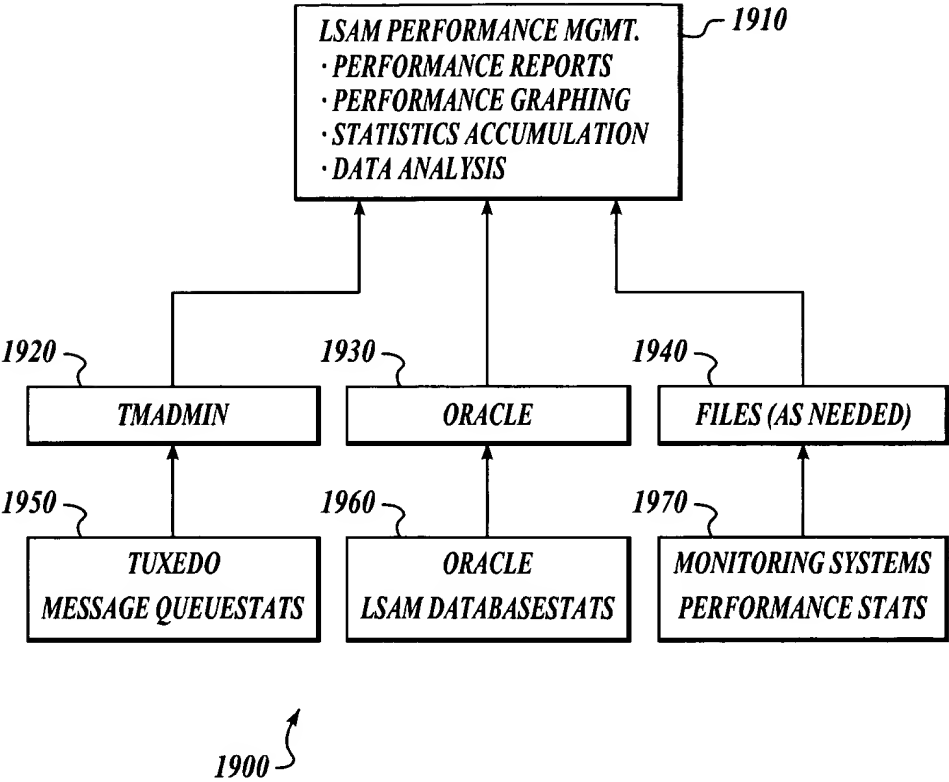 1910
LSAM PERFORMANCE MGMT.
· PERFORMANCE REPORTS
· PERFORMANCE GRAPHING
· STATISTICS ACCUMULATION
· DATA ANALYSIS
1920
TMADMIN
1930
ORACLE
1940
FILES (AS NEEDED)
1950
TUXEDO
MESSAGE QUEUESTATS
1960
ORACLE
LSAM DATABASESTATS
1970
MONITORING SYSTEMS
PERFORMANCE STATS
1900